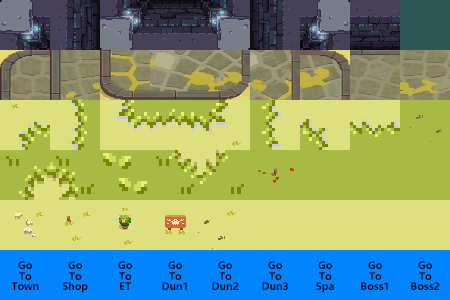 Go To Town
Go To Shop
Go To ET
Go To Dun1
Go To Dun2
Go To Dun3
Go To Spa
Go To Boss1
Go To Boss2